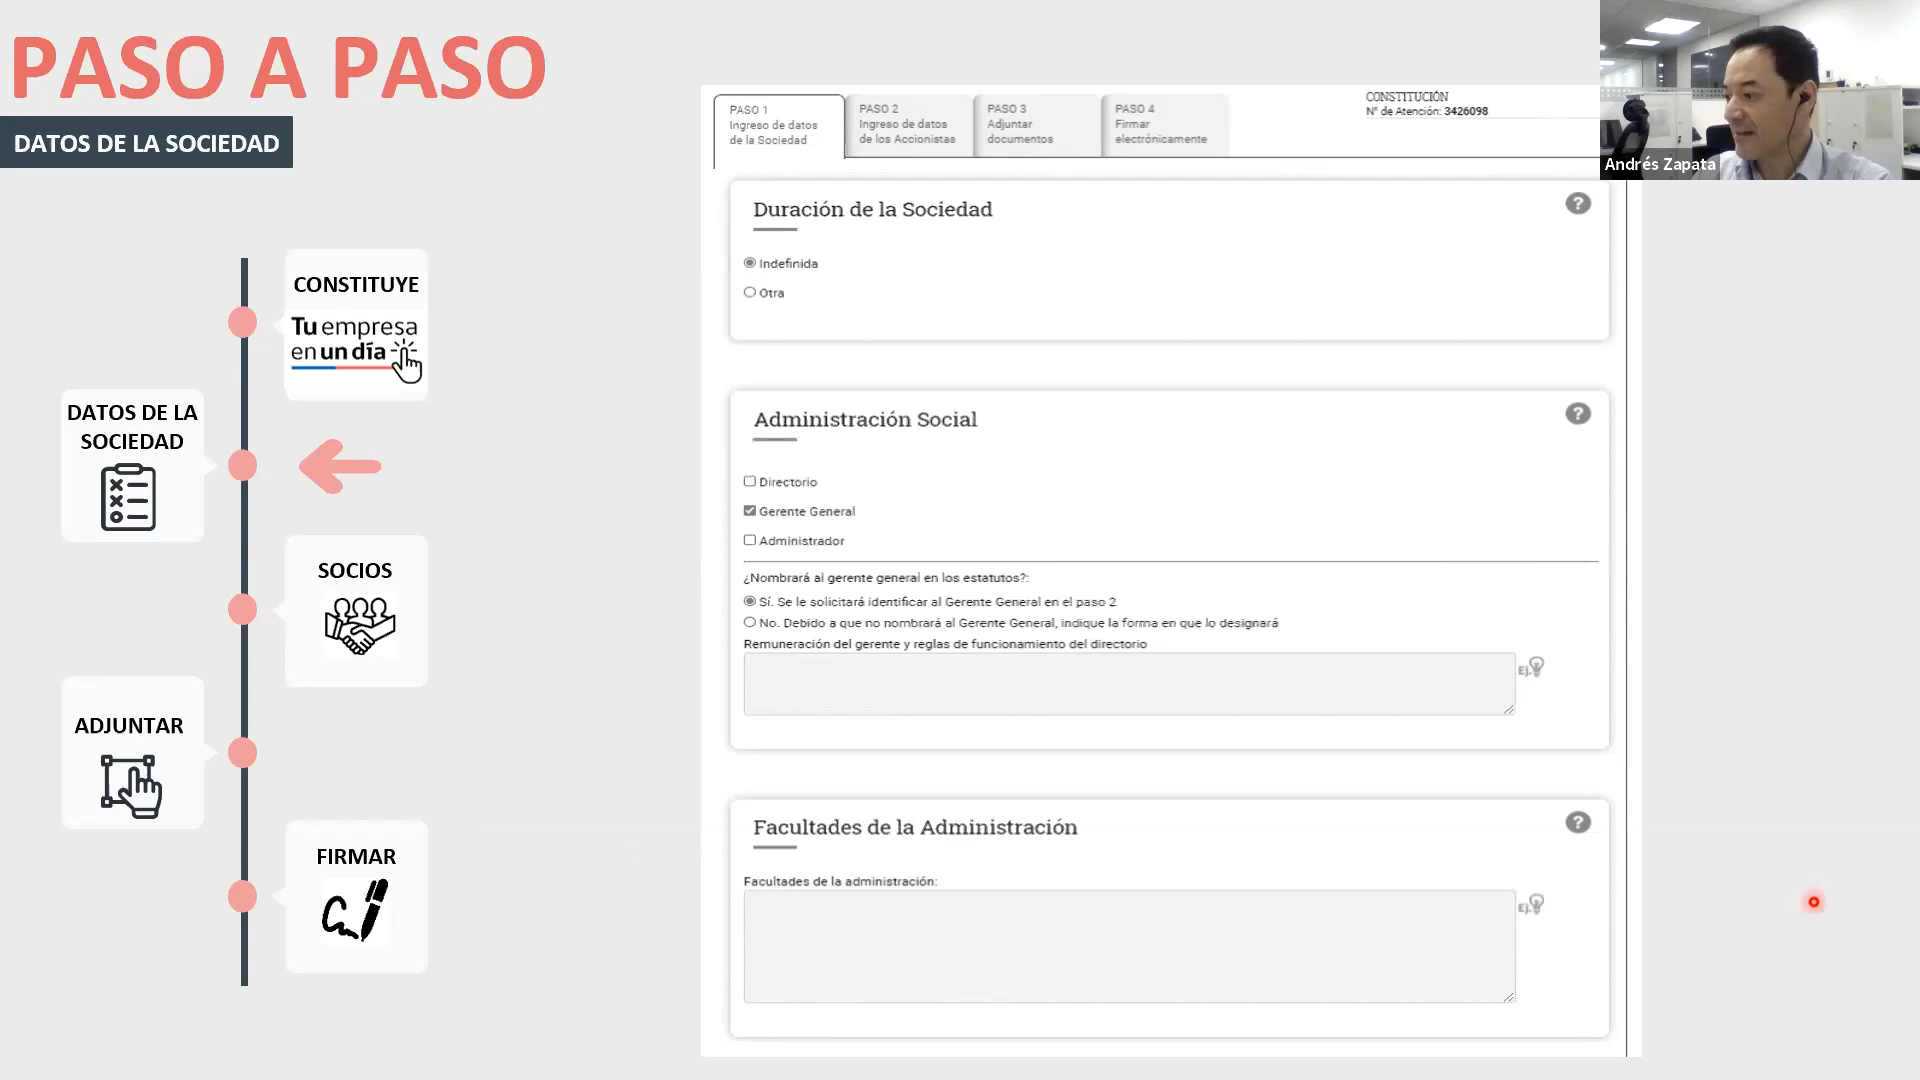 PASO A PASO
DATOS DE LA SOCIEDAD
CONSTITUYE
Tu empresa
en un día
DATOS DE LA
SOCIEDAD
SOCIOS
ADJUNTAR
FIRMAR
PASO 1
Ingreso de datos
de la Sociedad
PASO 2
Ingreso de datos
de los Accionistas
PASO 3
Adjuntar
documentos
PASO 4
Firmar
electrónicamente
CONSTITUCIÓN
N° de Atención: 3426098
Andrés Zapata
Duración de la Sociedad
?
Indefinida
Otra
Administración Social
?
Directorio
Gerente General
Administrador
¿Nombrará al gerente general en los estatutos?:
Sí. Se le solicitará identificar al Gerente General en el paso 2
No. Debido a que no nombrará al Gerente General, indique la forma en que lo designará
Remuneración del gerente y reglas de funcionamiento del directorio
Ej.
Facultades de la Administración
?
Facultades de la administración:
Ej.